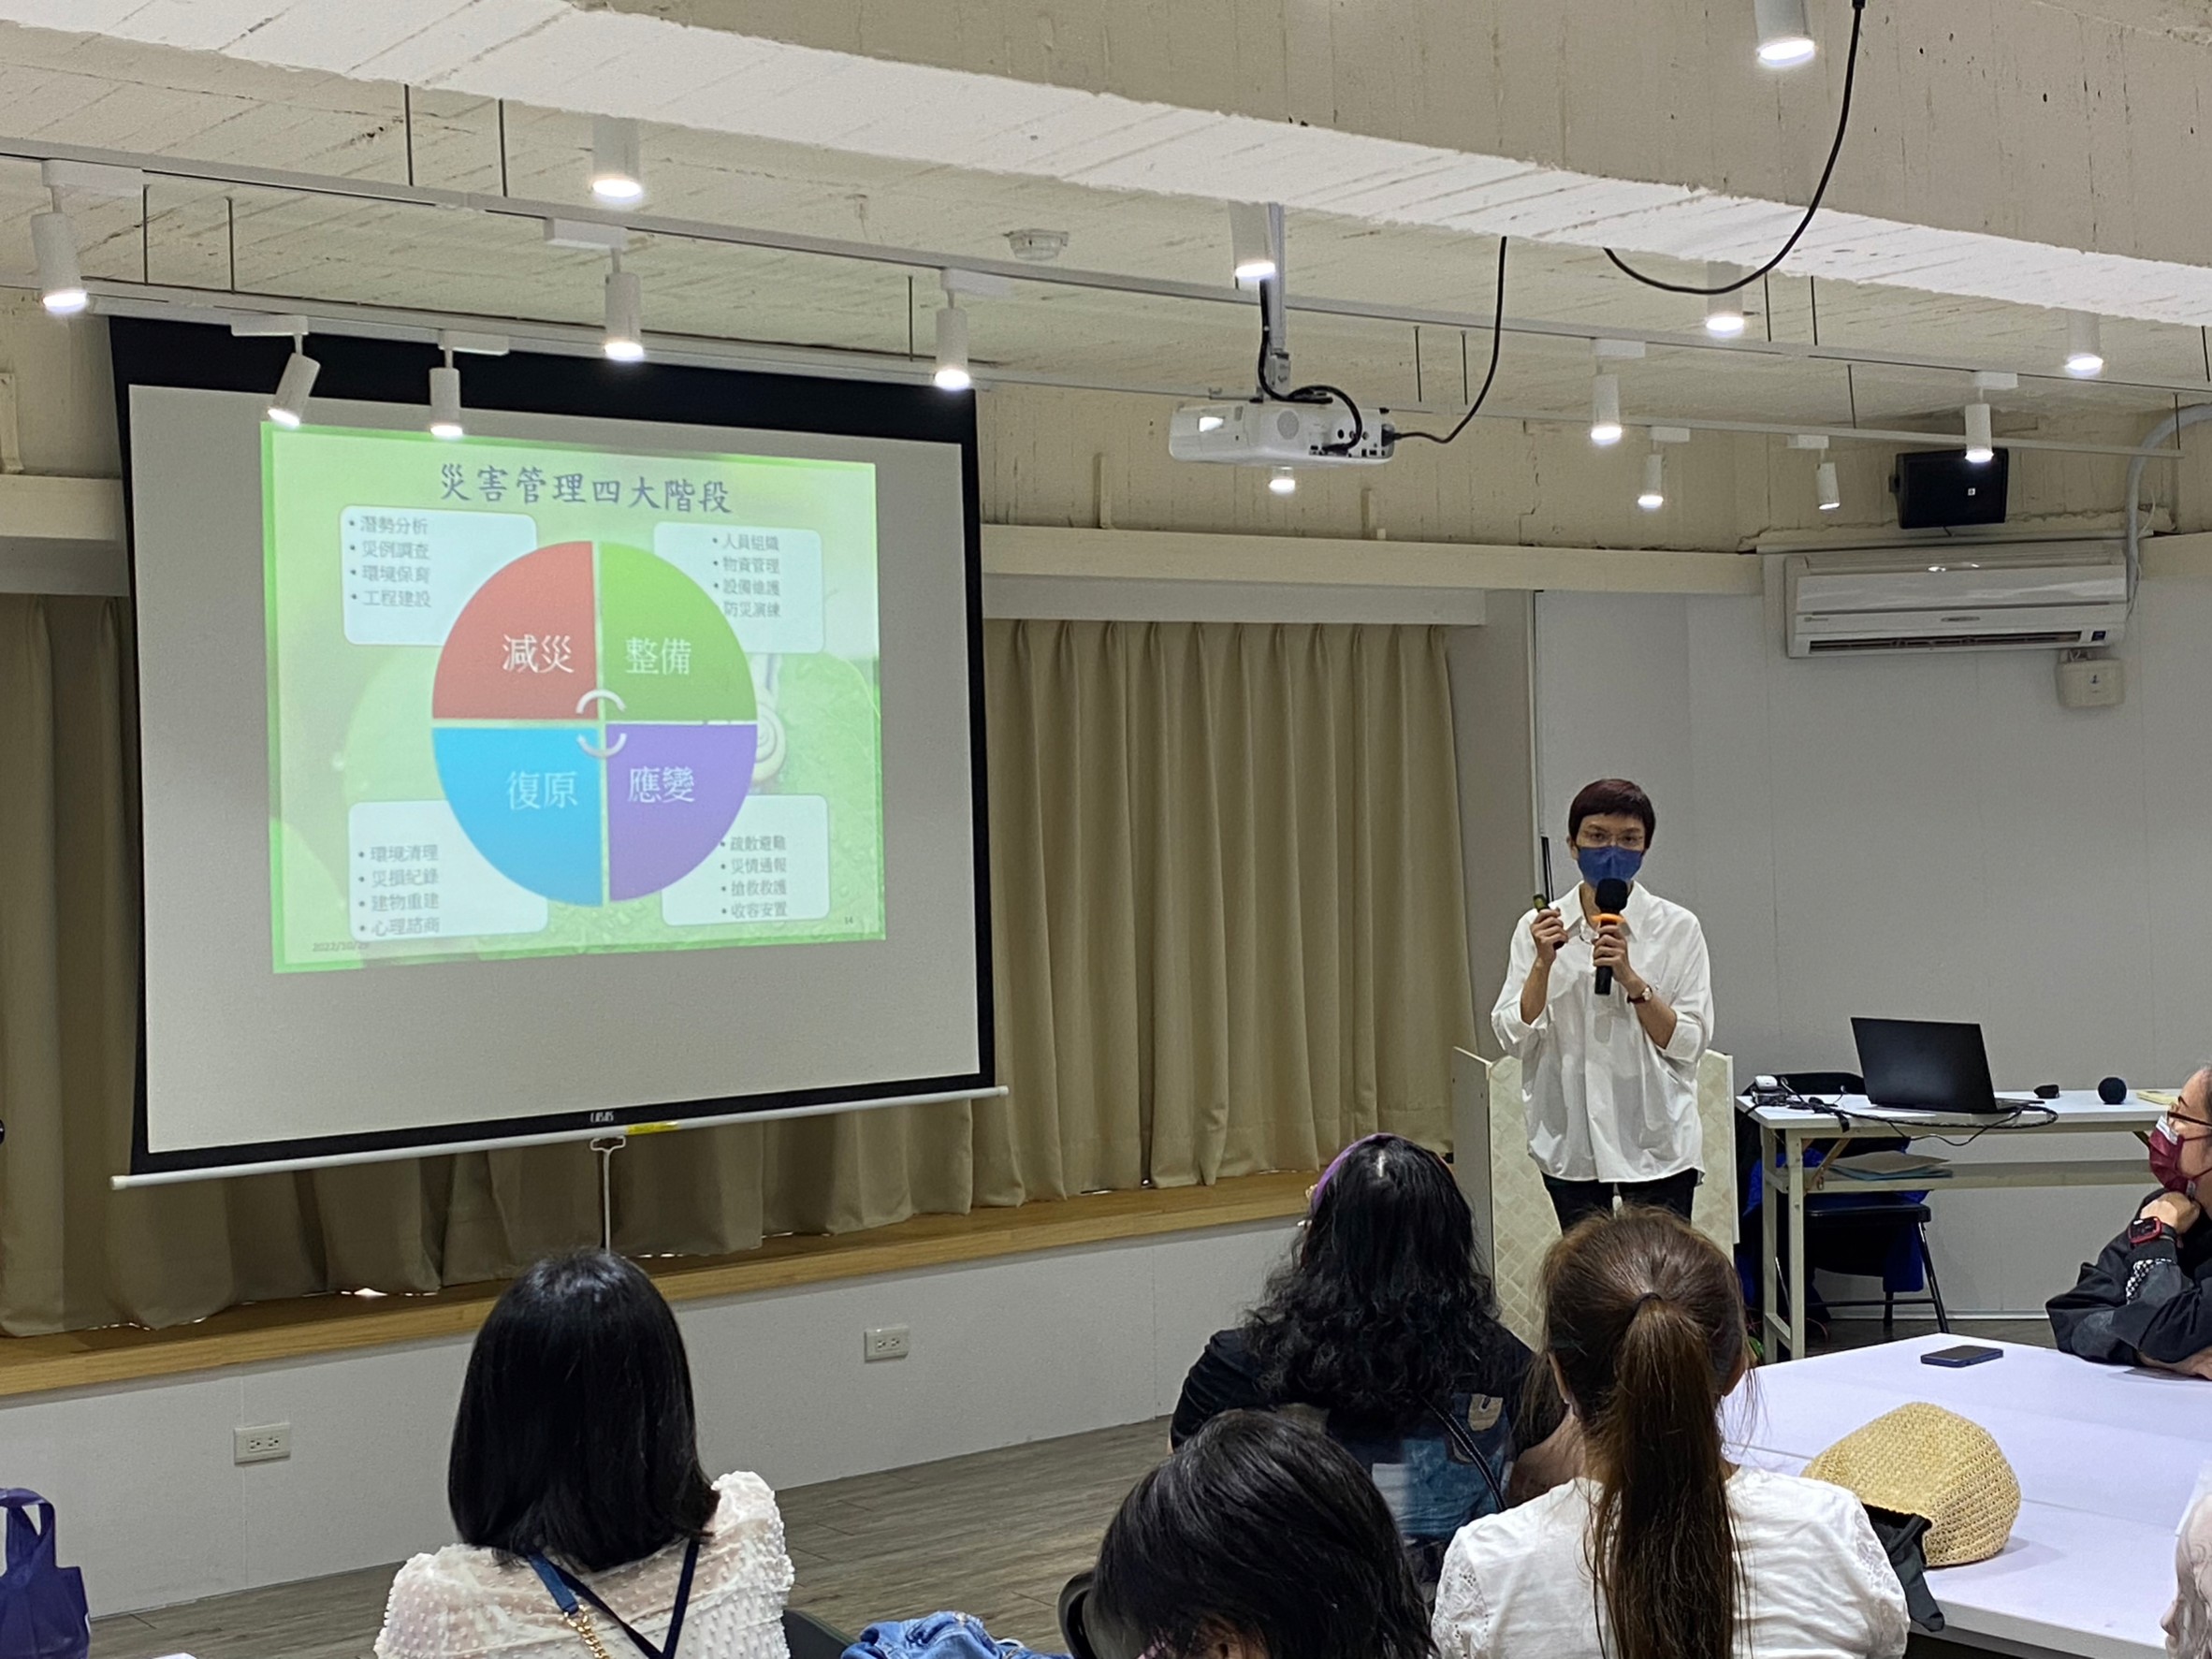 災害管理四大階段
• 潛勢分析
• 災例調查
• 環境保育
• 工程建設
• 人員組織
• 物資管理
• 設備維護
防災演練
減災
整備
復原
應變
• 環境清理
• 災損紀錄
• 建物重建
• 心理諮商
• 疏散避難
• 災情通報
• 搶救救護
• 收容安置
14